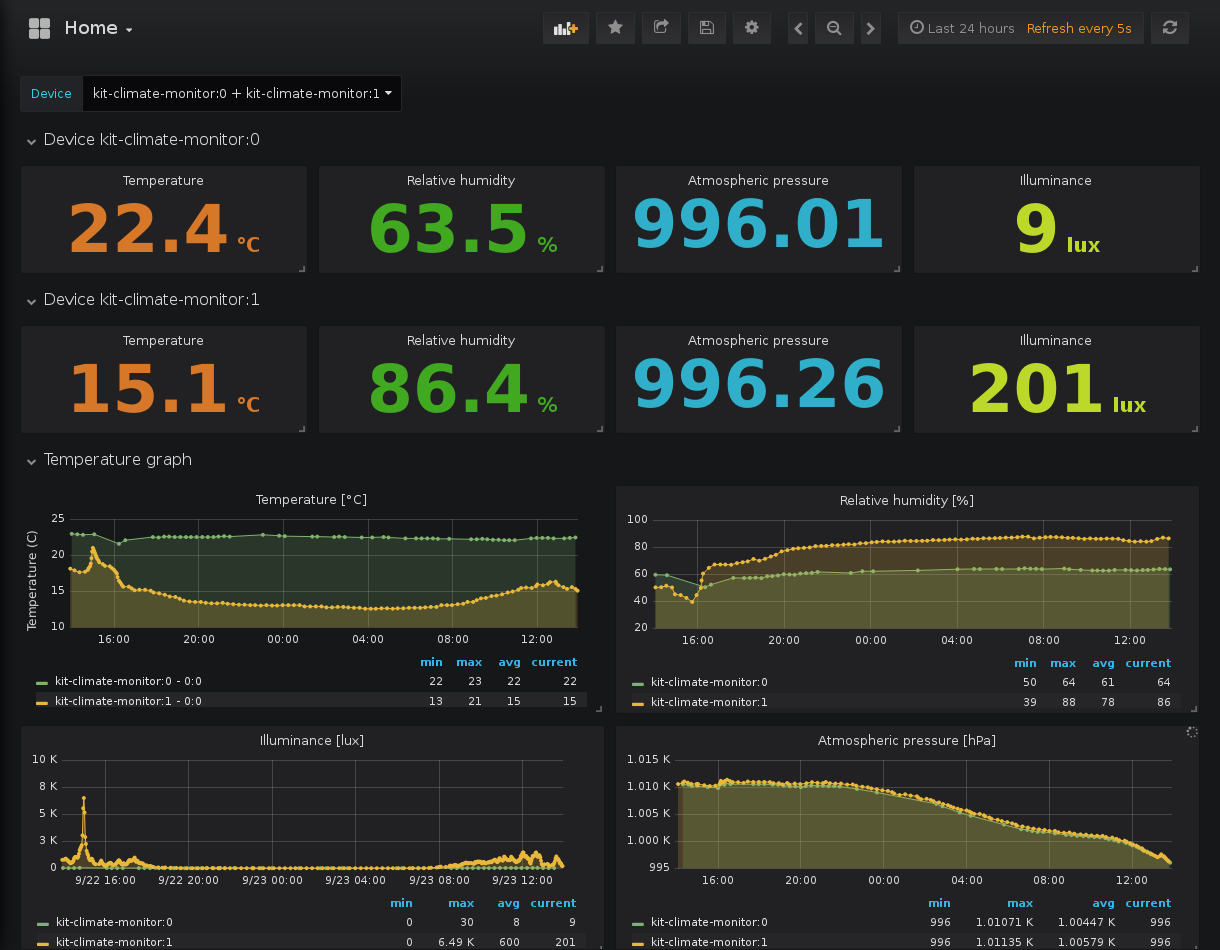 Home
Last 24 hours Refresh every 5s
Device kit-climate-monitor:0 + kit-climate-monitor:1
Device kit-climate-monitor:0
Temperature Relative humidity Atmospheric pressure Illuminance
22.4 °C 63.5 % 996.01 9 lux
Device kit-climate-monitor:1
Temperature Relative humidity Atmospheric pressure Illuminance
15.1 °C 86.4 % 996.26 201 lux
Temperature graph
Temperature [°C]
Temperature (C)
25
20
15
10
16:00 20:00 00:00 04:00 08:00 12:00
min max avg current
kit-climate-monitor:0 - 0:0 22 23 22 22
kit-climate-monitor:1 - 0:0 13 21 15 15
Relative humidity [%]
100
80
60
40
20
16:00 20:00 00:00 04:00 08:00 12:00
min max avg current
kit-climate-monitor:0 50 64 61 64
kit-climate-monitor:1 39 88 78 86
Illuminance [lux]
10 K
8 K
5 K
3 K
0
9/22 16:00 9/22 20:00 9/23 00:00 9/23 04:00 9/23 08:00 9/23 12:00
min max avg current
kit-climate-monitor:0 0 30 8 9
kit-climate-monitor:1 0 6.49 K 600 201
Atmospheric pressure [hPa]
1.015 K
1.010 K
1.005 K
1.000 K
995
16:00 20:00 00:00 04:00 08:00 12:00
min max avg current
kit-climate-monitor:0 996 1.01071 K 1.00447 K 996
kit-climate-monitor:1 996 1.01135 K 1.00579 K 996